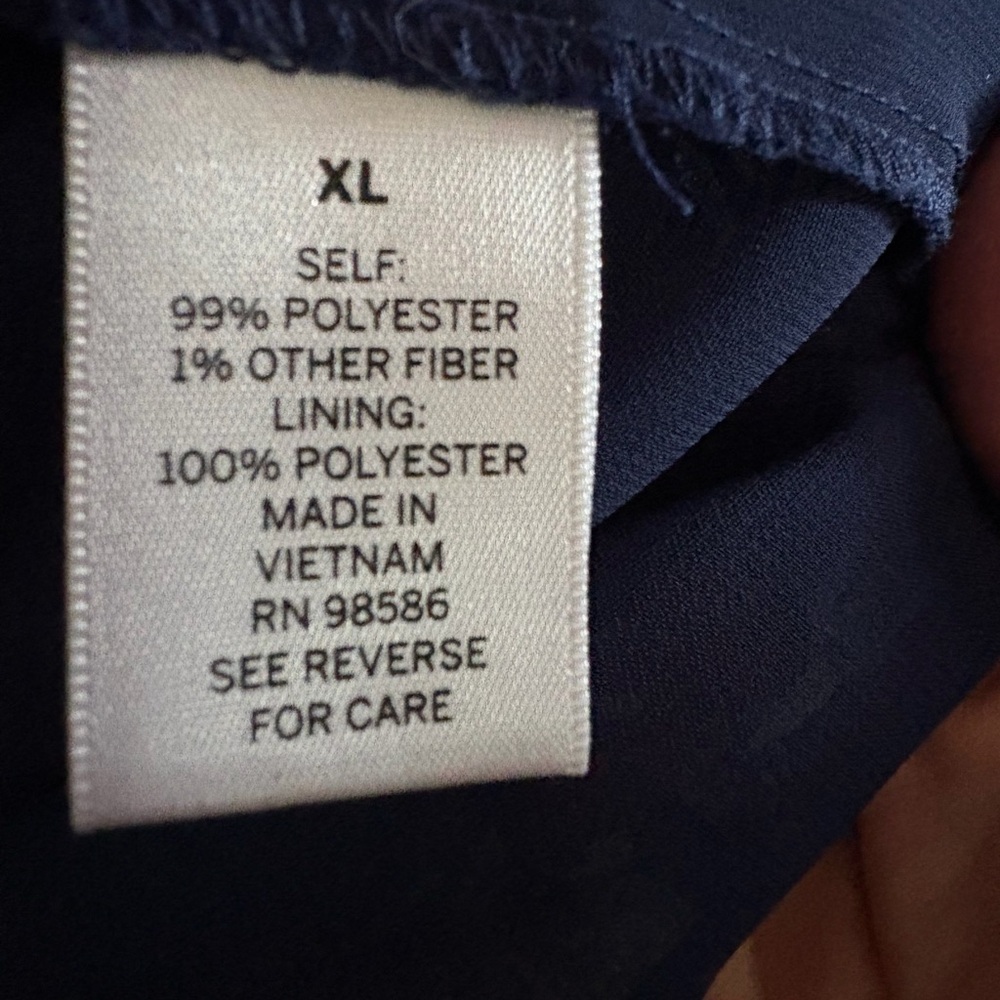 XL
SELF:
99% POLYESTER
1% OTHER FIBER
LINING:
100% POLYESTER
MADE IN
VIETNAM
RN 98586
SEE REVERSE
FOR CARE